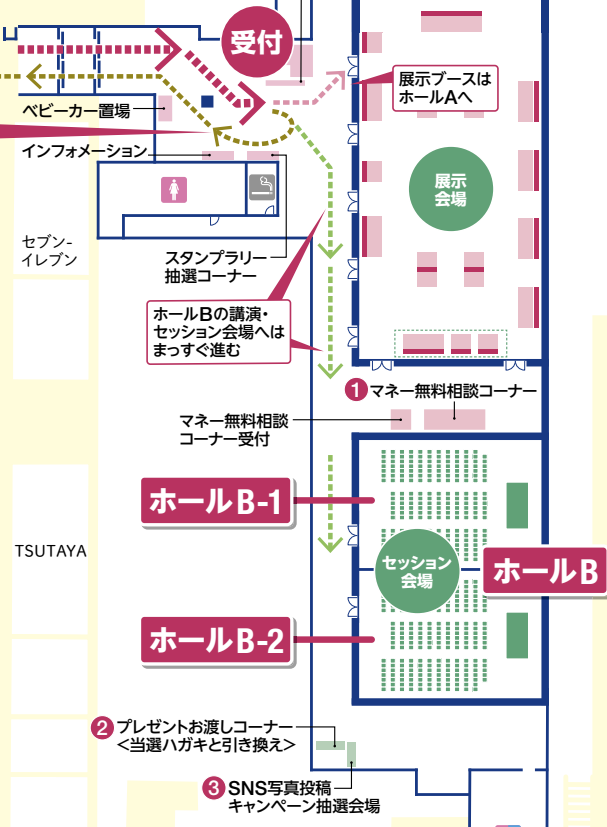 受付
展示ブースは
ホールAへ
ベビーカー置場
インフォメーション
展示
会場
セブン-
イレブン
スタンプラリー
抽選コーナー
ホールBの講演・
セッション会場へは
まっすぐ進む
1 マネー無料相談コーナー
マネー無料相談
コーナー受付
ホールB-1
TSUTAYA
セッション
会場
ホールB
ホールB-2
2 プレゼントお渡しコーナー
<当選ハガキと引き換え>
3 SNS写真投稿
キャンペーン抽選会場